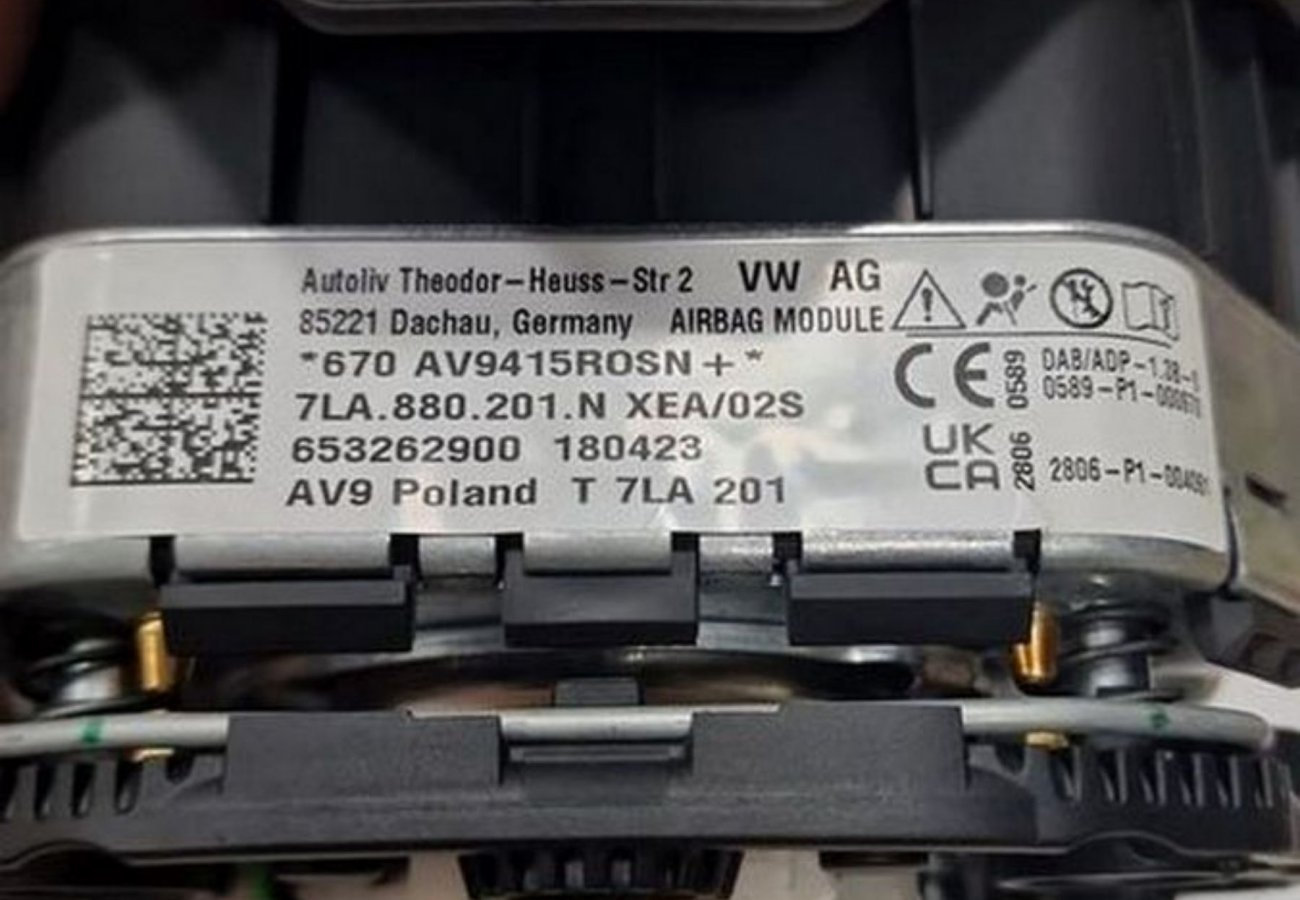 Autoliv Theodor-Heuss-Str 2 VW AG
85221 Dachau, Germany AIRBAG MODULE
*670 AV9415ROSN+*
7LA.880.201.N XEA/02S
653262900 180423
AV9 Poland T 7LA 201
CE 0589
UK
CA 2806